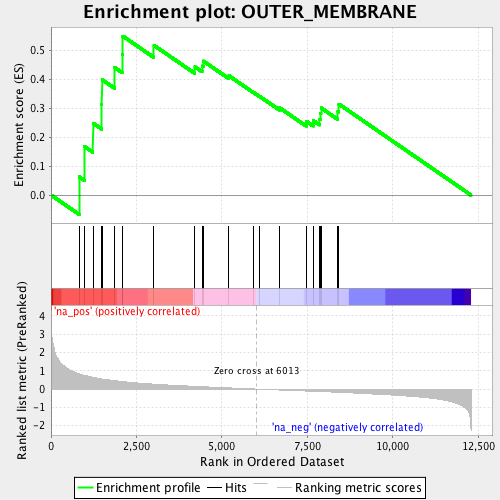 Enrichment plot: OUTER_MEMBRANE
Enrichment score (ES)
0.5
0.4
0.3
0.2
0.1
0.0
'na_pos' (positively correlated)
Ranked list metric (PreRanked)
4
3
2
1
0
-1
-2
Zero cross at 6013
'na_neg' (negatively correlated)
0
2,500
5,000
7,500
10,000
12,500
Rank in Ordered Dataset
Enrichment profile
Hits
Ranking metric scores